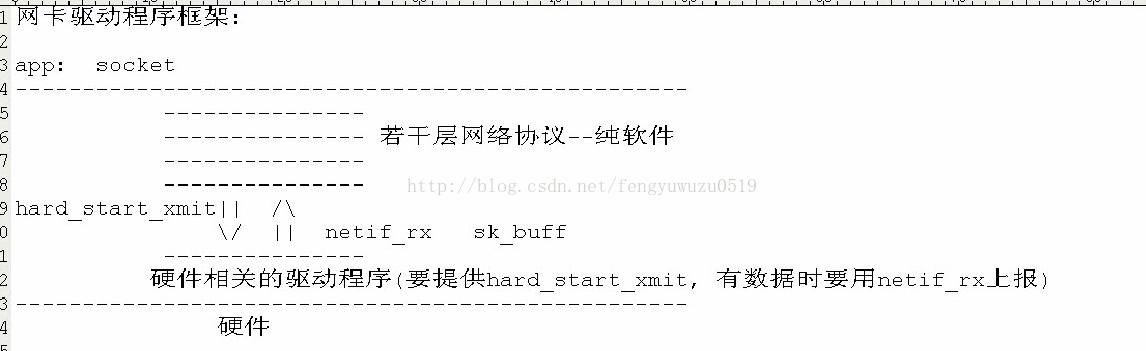 1 网卡驱动程序框架:
2
3 app: socket
4 --------------------------------------------------
5 ---------------
6 --------------- 若干层网络协议--纯软件
7 ---------------
8 --------------- http://blog.csdn.net/fengyuwuzu0519
9 hard_start_xmit|| /\
0 \/ || netif_rx sk_buff
1 ---------------
2 硬件相关的驱动程序(要提供hard_start_xmit, 有数据时要用netif_rx上报)
3 --------------------------------------------------
4 硬件